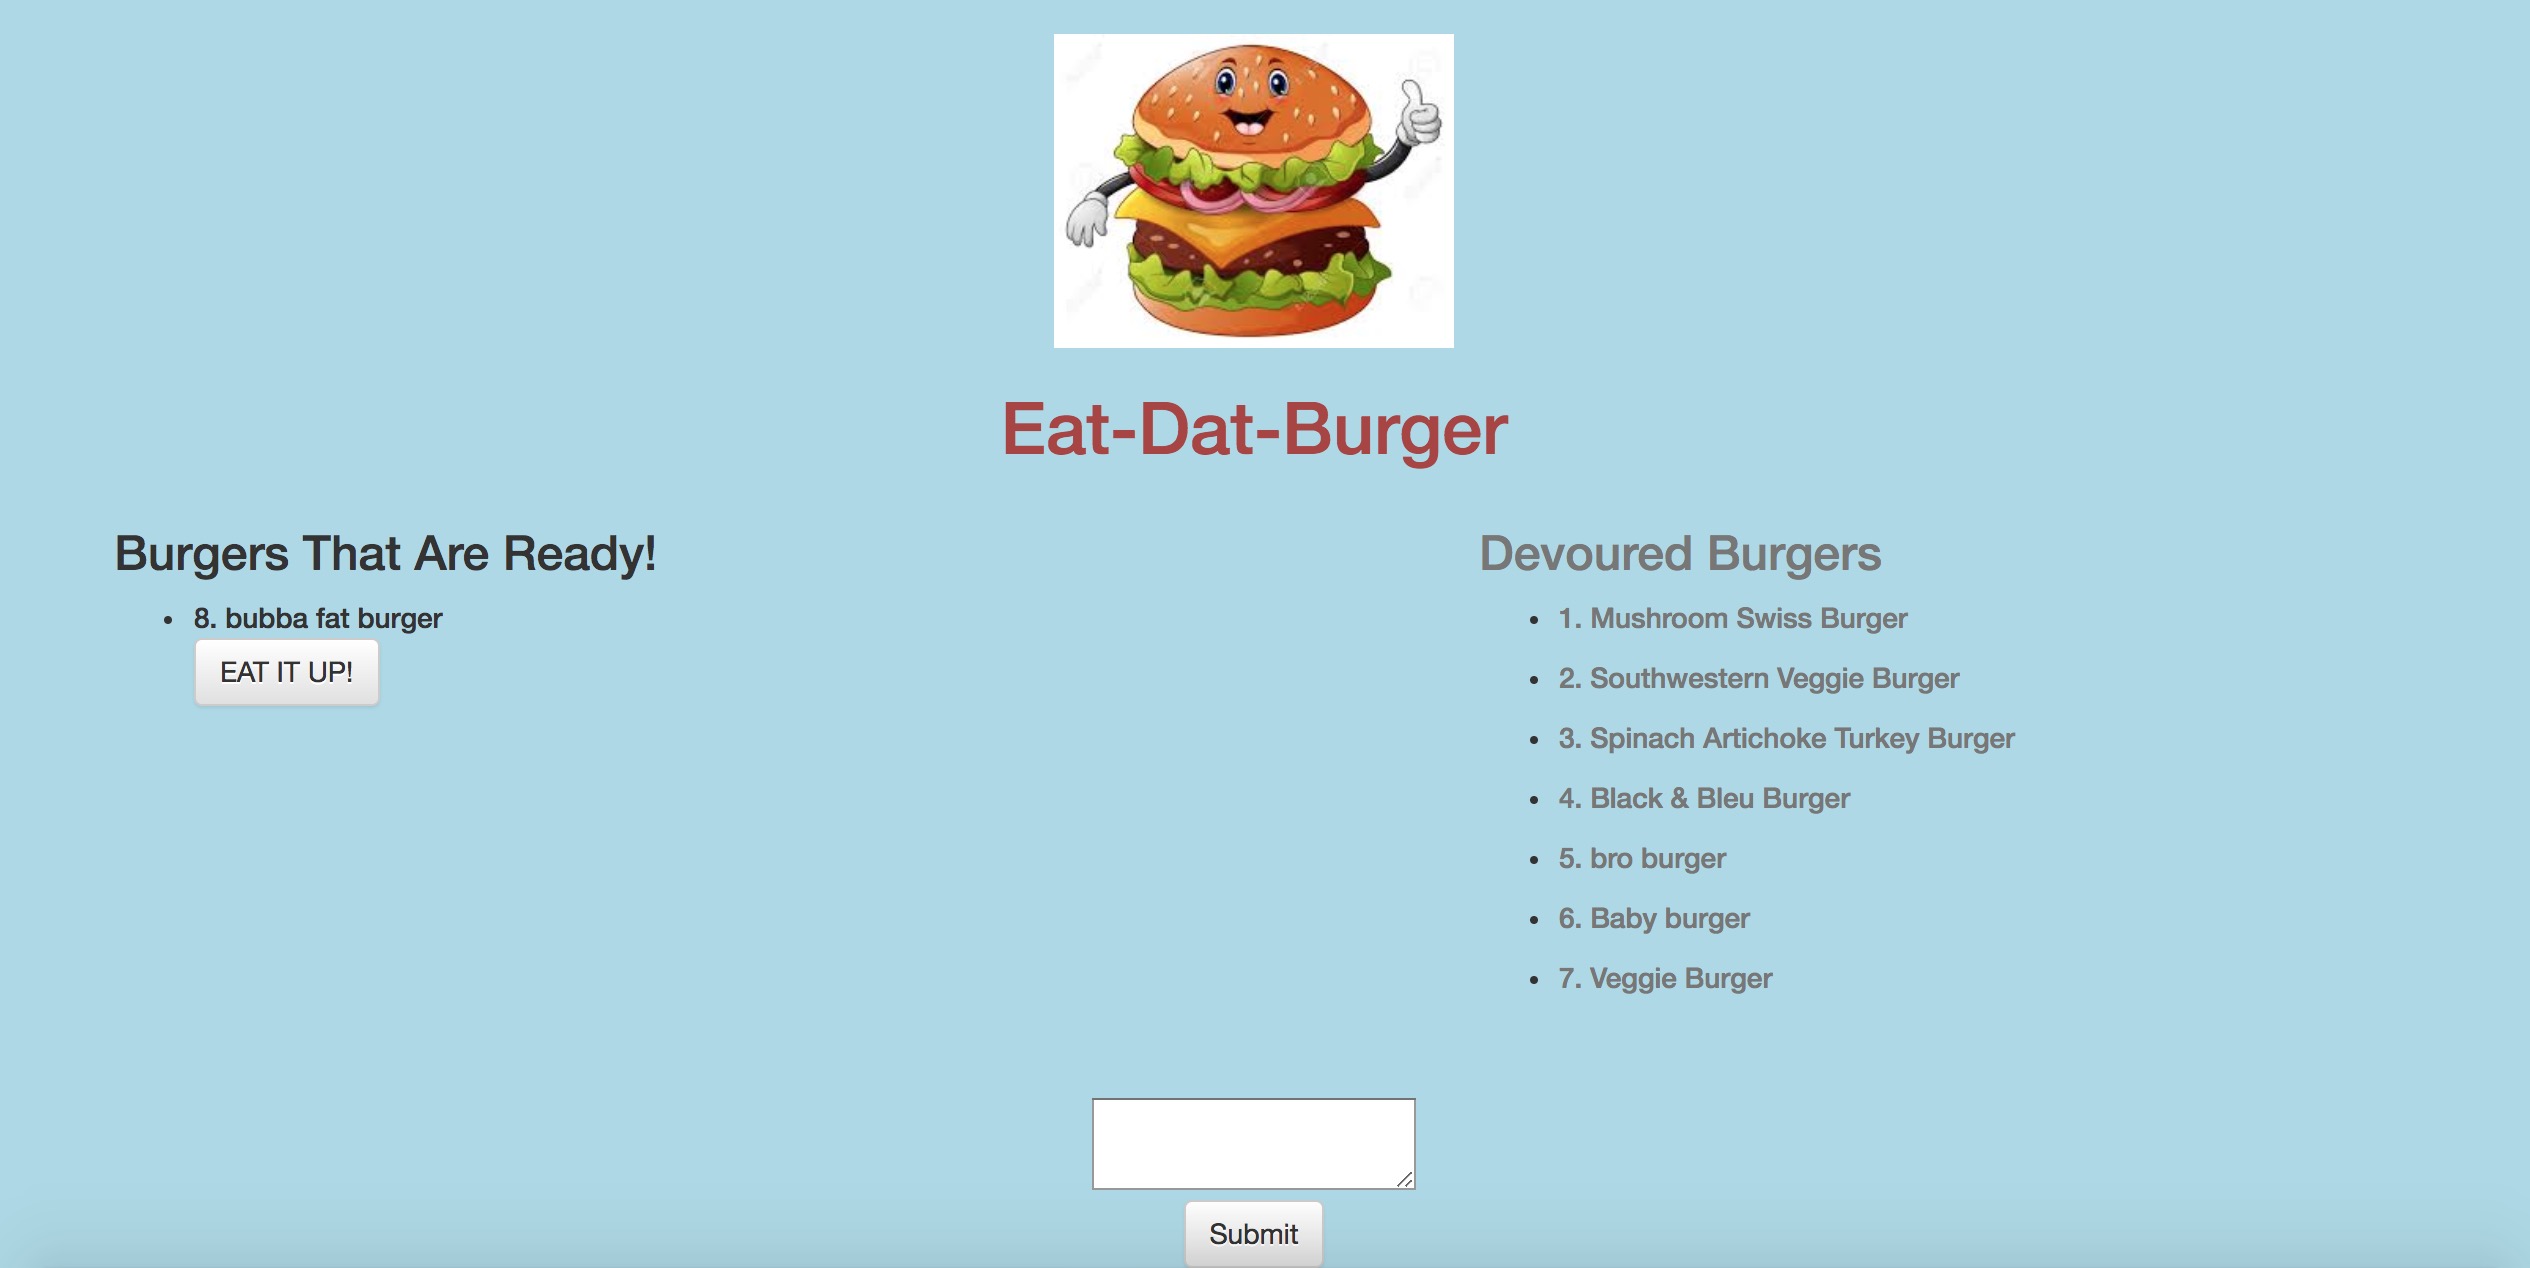 Eat-Dat-Burger
Burgers That Are Ready!
8. bubba fat burger
EAT IT UP!
Devoured Burgers
1. Mushroom Swiss Burger
2. Southwestern Veggie Burger
3. Spinach Artichoke Turkey Burger
4. Black & Bleu Burger
5. bro burger
6. Baby burger
7. Veggie Burger
Submit